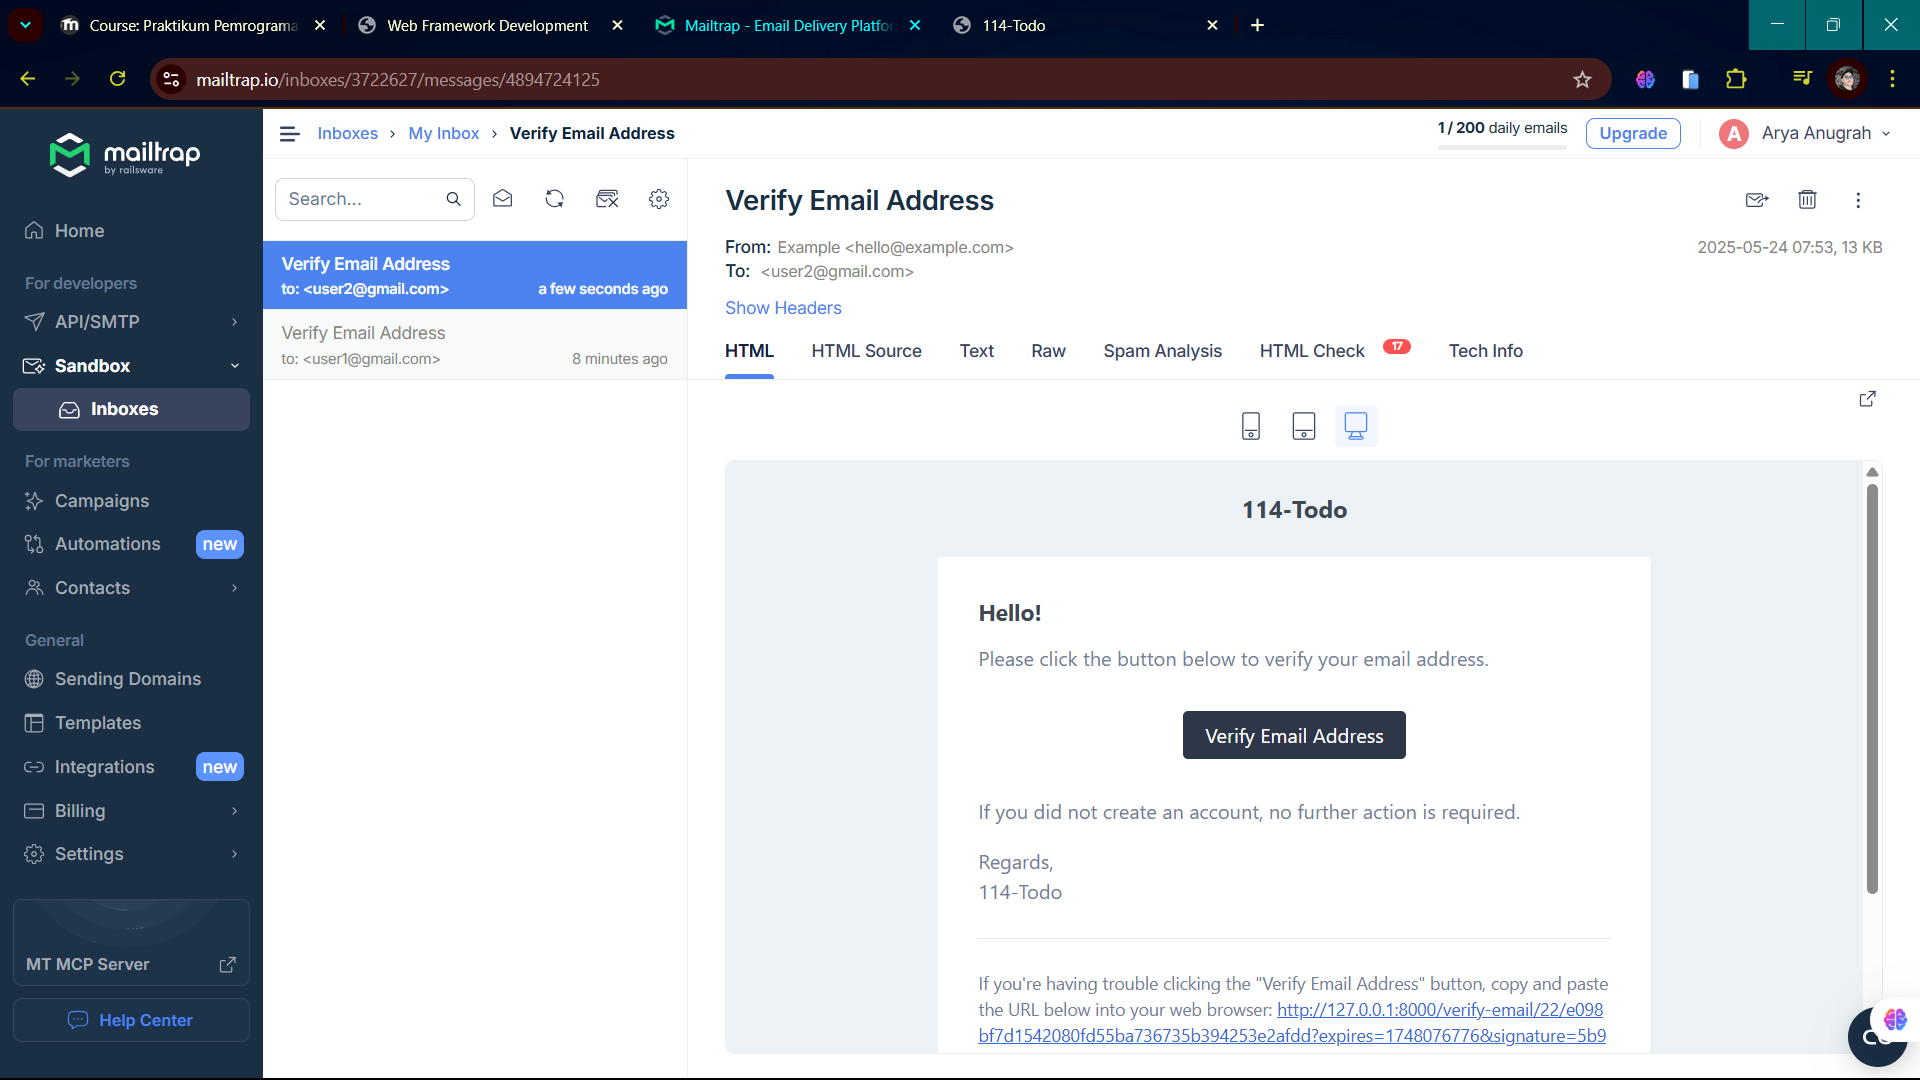 Course: Praktikum Pemrograma
Web Framework Development
Mailtrap - Email Delivery Platfo
114-Todo
mailtrap.io/inboxes/3722627/messages/4894724125
mailtrap
by railsware
Home
For developers
API/SMTP
Sandbox
Inboxes
For marketers
Campaigns
Automations new
Contacts
General
Sending Domains
Templates
Integrations new
Billing
Settings
MT MCP Server
Help Center
Inboxes › My Inbox › Verify Email Address
1 / 200 daily emails
Upgrade
A Arya Anugrah
Search...
Verify Email Address
to: <user2@gmail.com> a few seconds ago
Verify Email Address
to: <user1@gmail.com> 8 minutes ago
Verify Email Address
From: Example <hello@example.com>
2025-05-24 07:53, 13 KB
To: <user2@gmail.com>
Show Headers
HTML HTML Source Text Raw Spam Analysis HTML Check 17 Tech Info
114-Todo
Hello!
Please click the button below to verify your email address.
Verify Email Address
If you did not create an account, no further action is required.
Regards,
114-Todo
If you're having trouble clicking the "Verify Email Address" button, copy and paste
the URL below into your web browser: http://127.0.0.1:8000/verify-email/22/e098
bf7d1542080fd55ba736735b394253e2afdd?expires=1748076776&signature=5b9